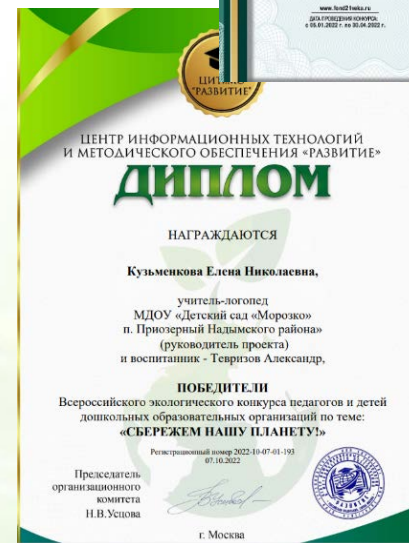 www.fond21veka.ru
ДАТА ПРОВЕДЕНИЯ КОНКУРСА:
с 05.01.2022 г. по 30.04.2022 г.
ЦИТ и МО
"РАЗВИТИЕ"
ЦЕНТР ИНФОРМАЦИОННЫХ ТЕХНОЛОГИЙ
И МЕТОДИЧЕСКОГО ОБЕСПЕЧЕНИЯ «РАЗВИТИЕ»
ДИПЛОМ
НАГРАЖДАЮТСЯ
Кузьменкова Елена Николаевна,
учитель-логопед
МДОУ «Детский сад «Морозко»
п. Приозерный Надымского района»
(руководитель проекта)
и воспитанник - Тевризов Александр,
ПОБЕДИТЕЛИ
Всероссийского экологического конкурса педагогов и детей
дошкольных образовательных организаций по теме:
«СБЕРЕЖЕМ НАШУ ПЛАНЕТУ!»
Регистрационный номер 2022-10-07-01-193
07.10.2022
Председатель
организационного
комитета
Н.В.Усцова
г. Москва